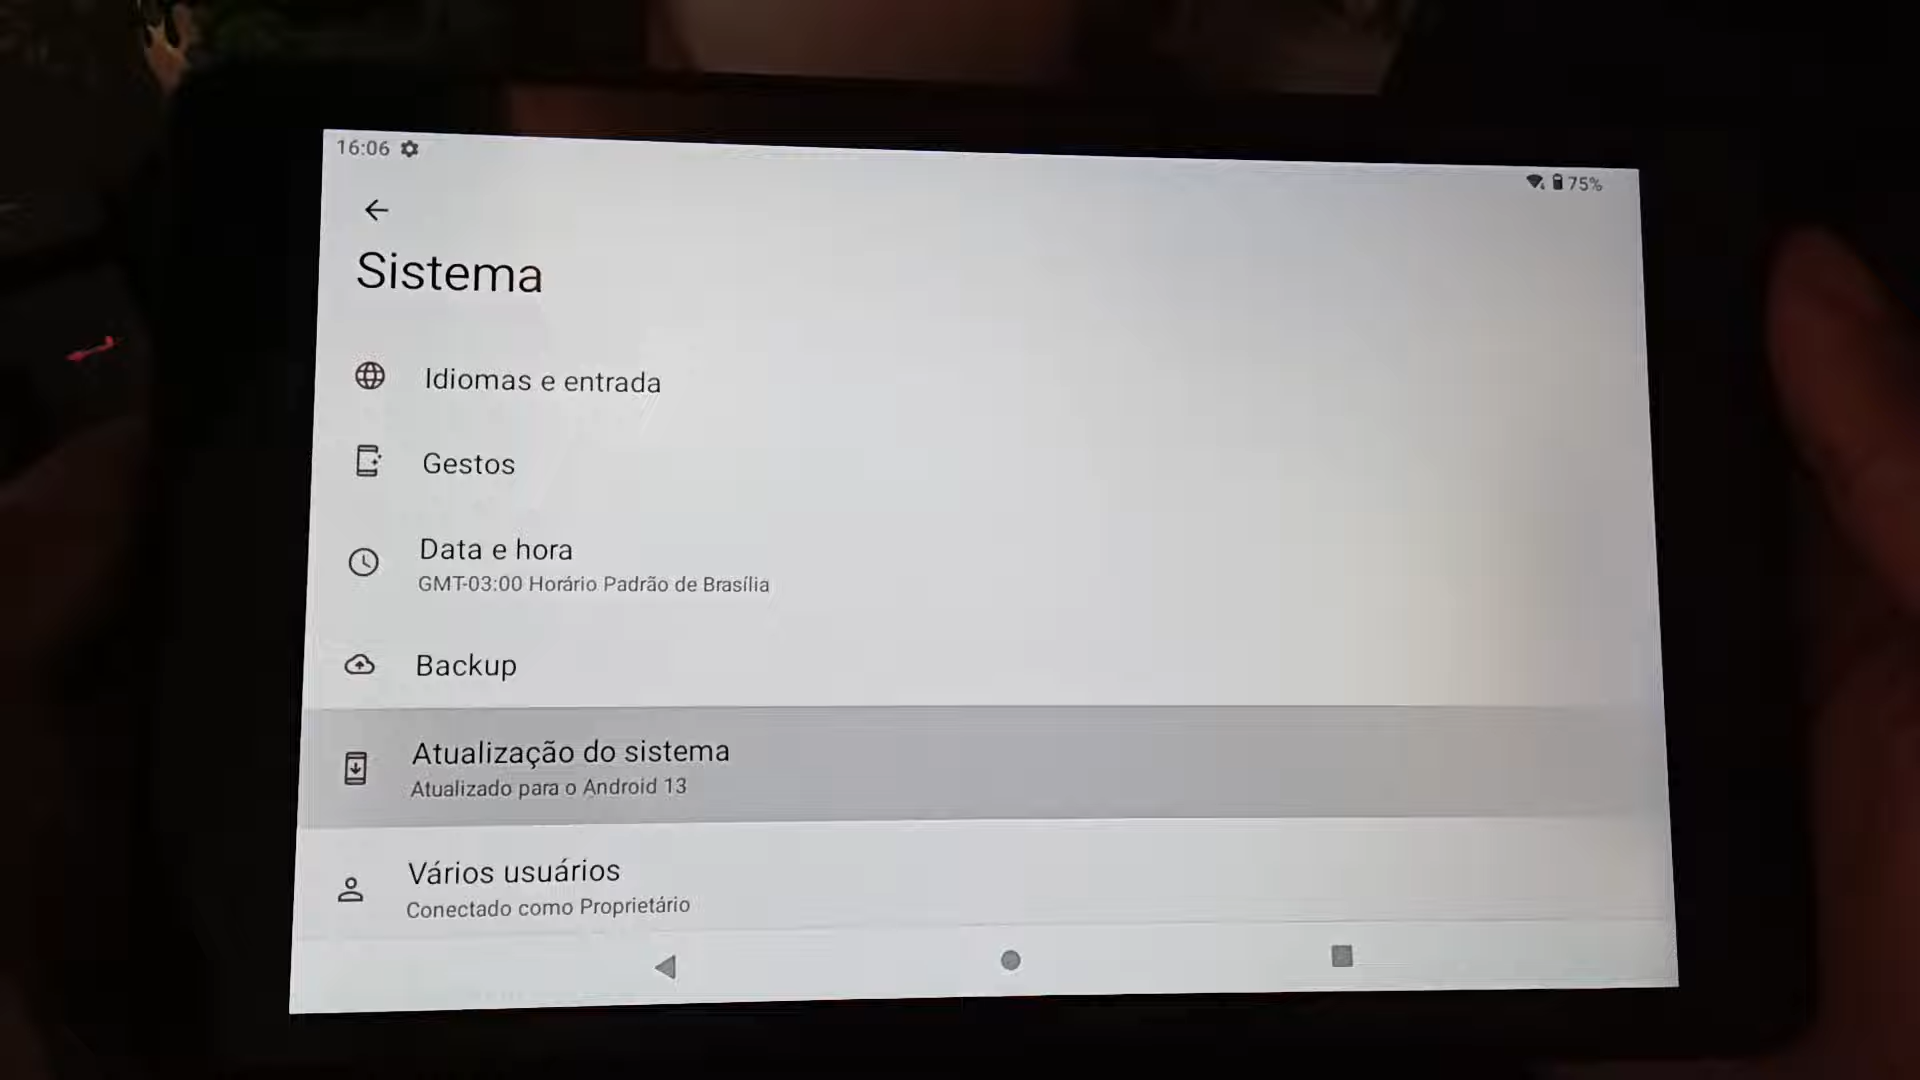 16:06
75%
Sistema
Idiomas e entrada
Gestos
Data e hora
GMT-03:00 Horário Padrão de Brasília
Backup
Atualização do sistema
Atualizado para o Android 13
Vários usuários
Conectado como Proprietário